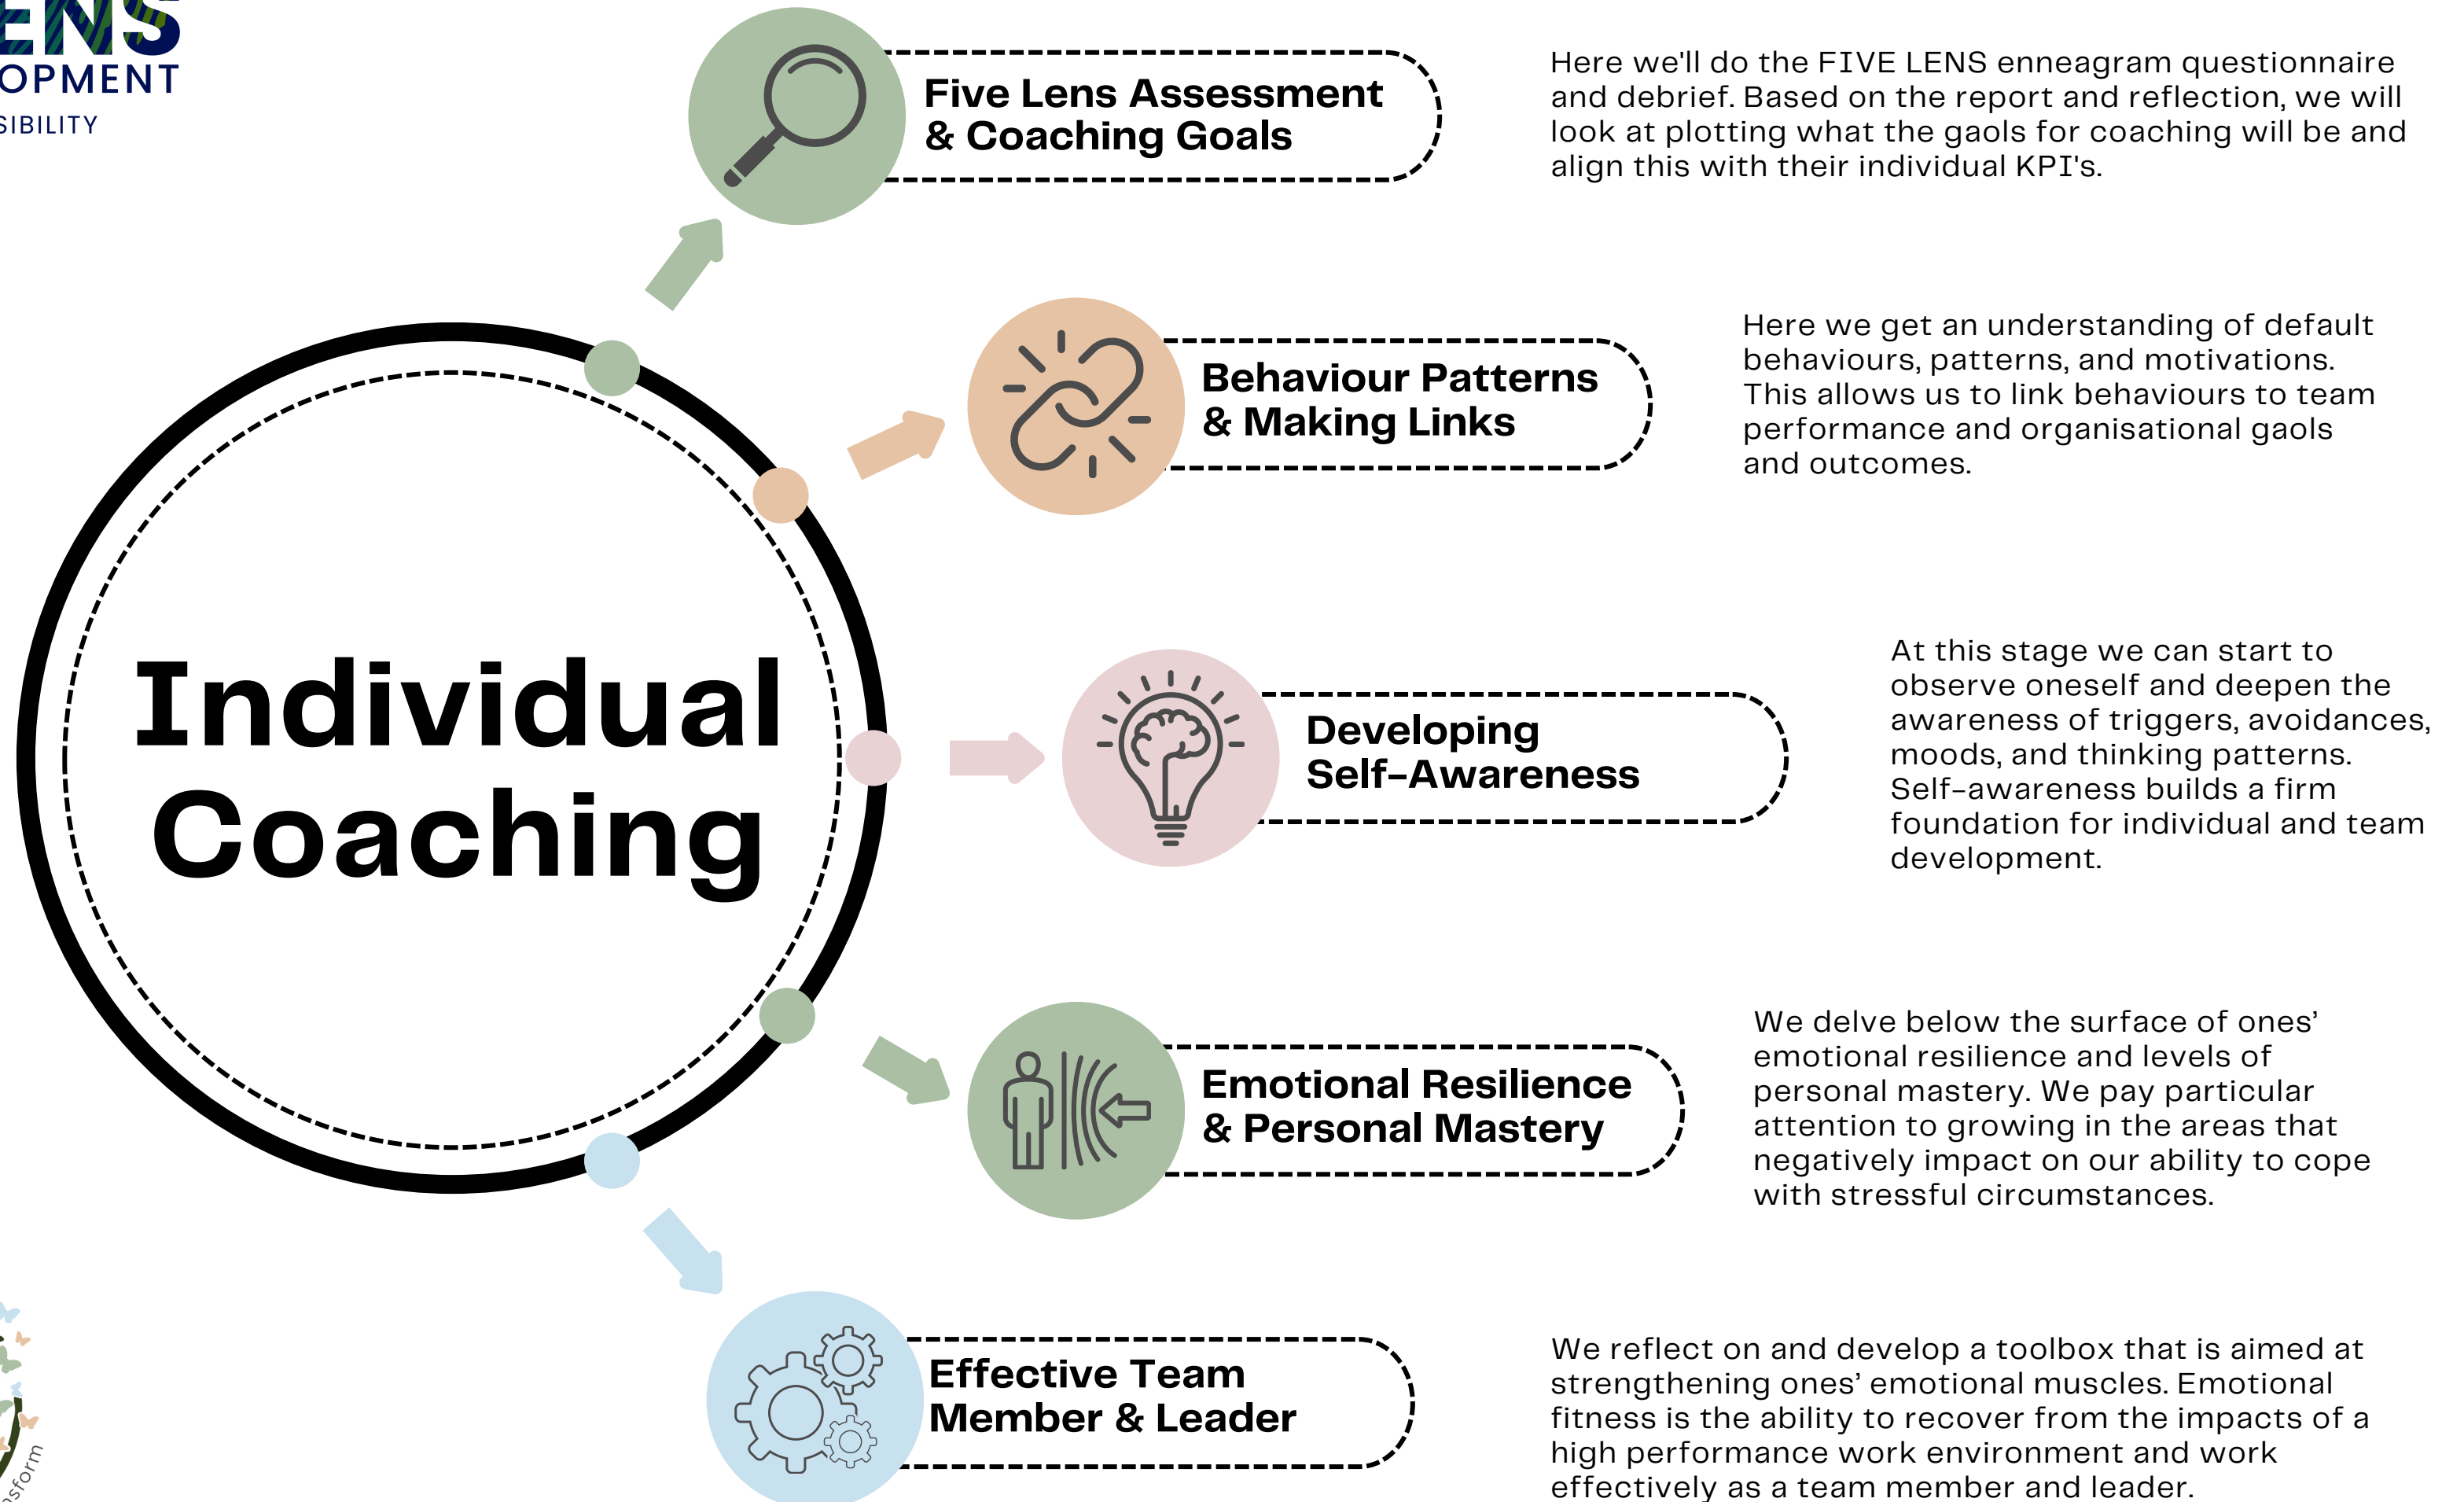 ENS
OPMENT
SIBILITY
Five Lens Assessment
& Coaching Goals
Here we'll do the FIVE LENS enneagram questionnaire
and debrief. Based on the report and reflection, we will
look at plotting what the gaols for coaching will be and
align this with their individual KPI's.
Behaviour Patterns
& Making Links
Here we get an understanding of default
behaviours, patterns, and motivations.
This allows us to link behaviours to team
performance and organisational gaols
and outcomes.
Individual
Coaching
Developing
Self-Awareness
At this stage we can start to
observe oneself and deepen the
awareness of triggers, avoidances,
moods, and thinking patterns.
Self-awareness builds a firm
foundation for individual and team
development.
Emotional Resilience
& Personal Mastery
We delve below the surface of ones’
emotional resilience and levels of
personal mastery. We pay particular
attention to growing in the areas that
negatively impact on our ability to cope
with stressful circumstances.
Effective Team
Member & Leader
We reflect on and develop a toolbox that is aimed at
strengthening ones’ emotional muscles. Emotional
fitness is the ability to recover from the impacts of a
high performance work environment and work
effectively as a team member and leader.
sform